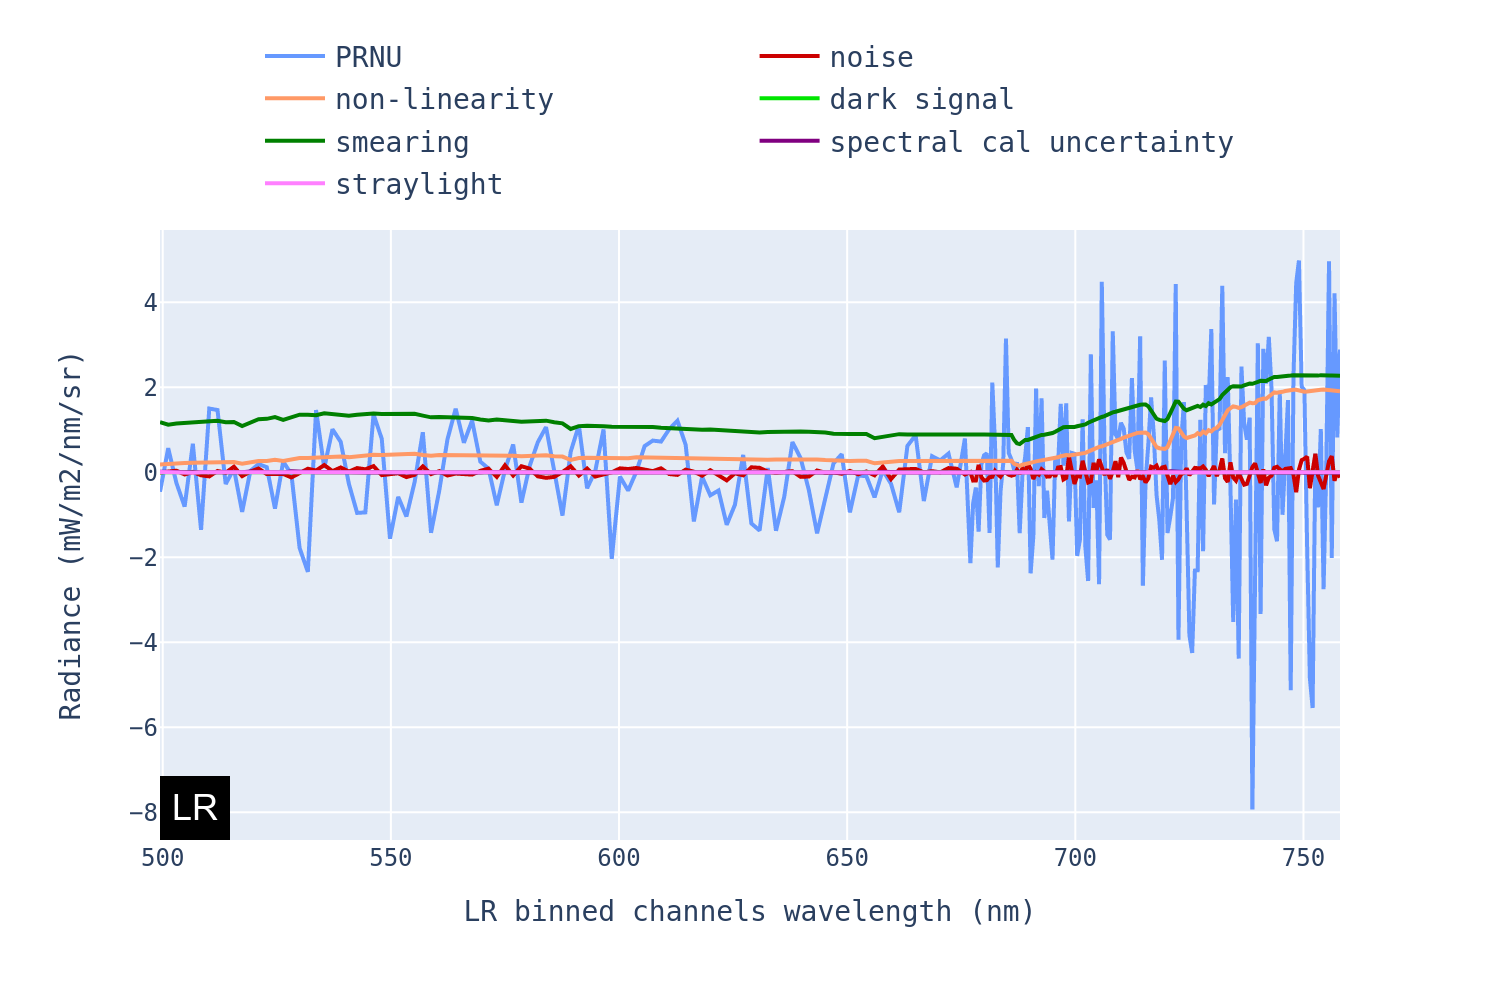 PRNU
noise
non-linearity
dark signal
smearing
spectral cal uncertainty
straylight
Radiance (mW/m2/nm/sr)
4
2
0
−2
−4
−6
−8
LR
500 550 600 650 700 750
LR binned channels wavelength (nm)